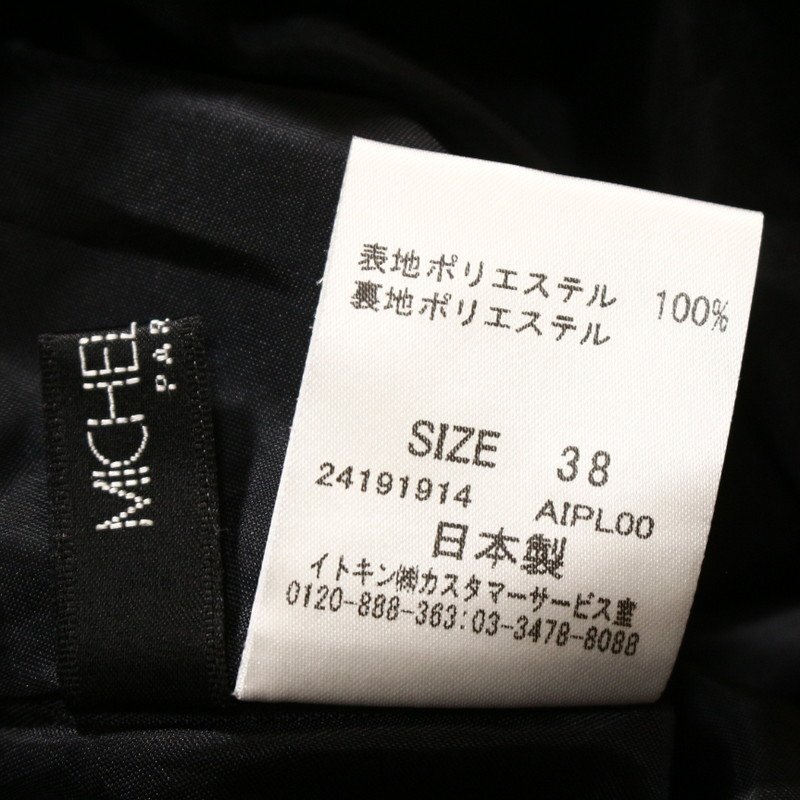 MICHEL
PAR
表地ポリエステル 100%
裏地ポリエステル
SIZE 38
24191914 AIPL00
日本製
イトキン㈱カスタマーサービス室
0120-888-363:03-3478-8088